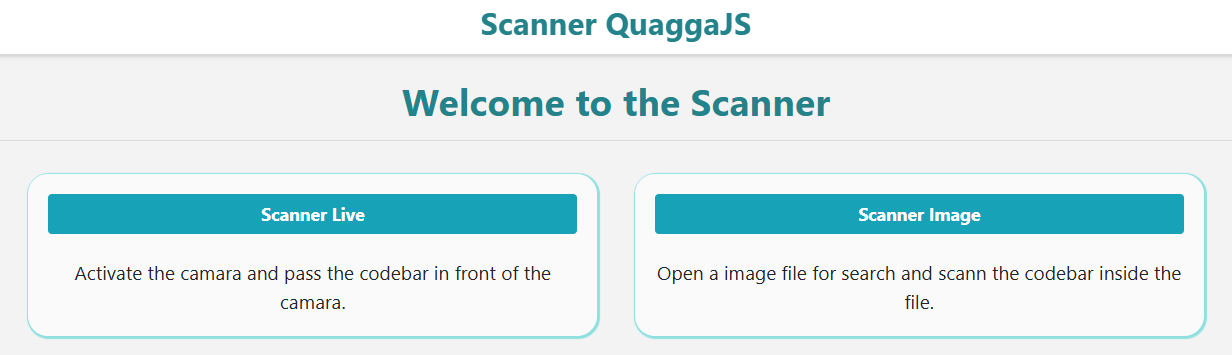 Scanner QuaggaJS
Welcome to the Scanner
Scanner Live
Activate the camara and pass the codebar in front of the
camara.
Scanner Image
Open a image file for search and scann the codebar inside the
file.